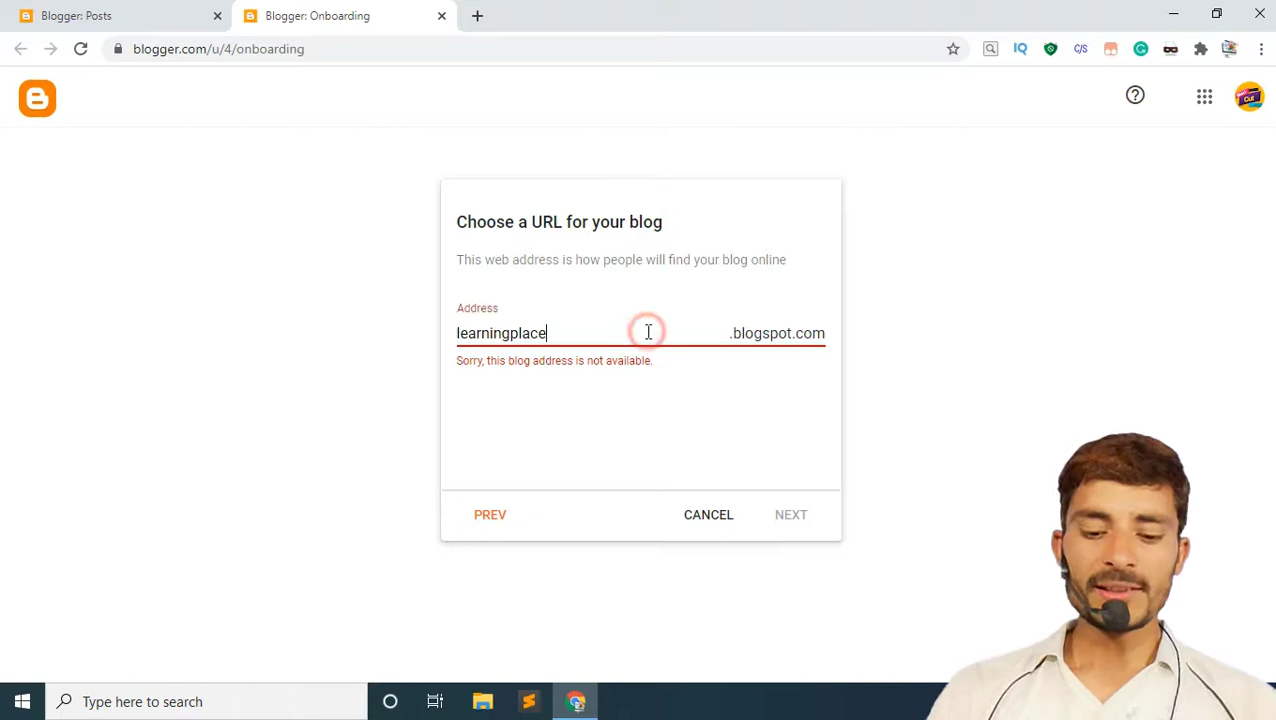 Blogger: Posts
Blogger: Onboarding
blogger.com/u/4/onboarding
IQ
C/S
Choose a URL for your blog
This web address is how people will find your blog online
Address
learningplace
.blogspot.com
Sorry, this blog address is not available.
PREV
CANCEL
NEXT
Type here to search